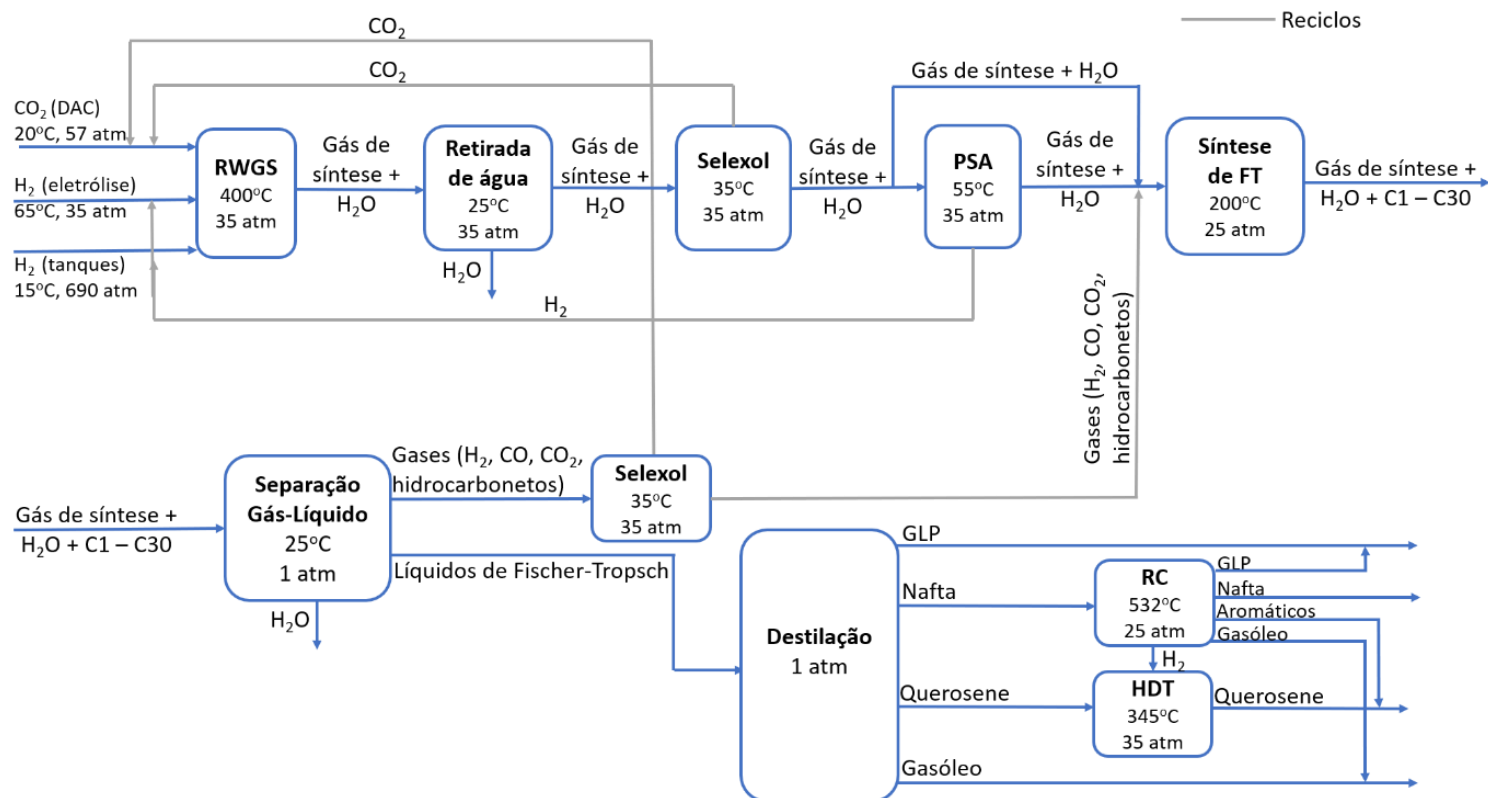 Reciclos
CO2
CO2
CO2 (DAC)
20ºC, 57 atm
H2 (eletrólise)
65ºC, 35 atm
H2 (tanques)
15ºC, 690 atm
RWGS
400ºC
35 atm
Gás de
síntese +
H2O
Retirada
de água
25ºC
35 atm
H2O
Gás de
síntese +
H2O
Selexol
35ºC
35 atm
Gás de
síntese +
H2O
Gás de síntese + H2O
PSA
55ºC
35 atm
Gás de
síntese +
H2O
Síntese
de FT
200ºC
25 atm
Gás de síntese +
H2O + C1 – C30
H2
Gases (H2, CO, CO2,
hidrocarbonetos)
Gás de síntese +
H2O + C1 – C30
Separação
Gás-Líquido
25ºC
1 atm
H2O
Gases (H2, CO, CO2,
hidrocarbonetos)
Líquidos de Fischer-Tropsch
Selexol
35ºC
35 atm
Destilação
1 atm
GLP
Nafta
Querosene
Gasóleo
RC
532ºC
25 atm
GLP
Nafta
Aromáticos
Gasóleo
H2
HDT
345ºC
35 atm
Querosene